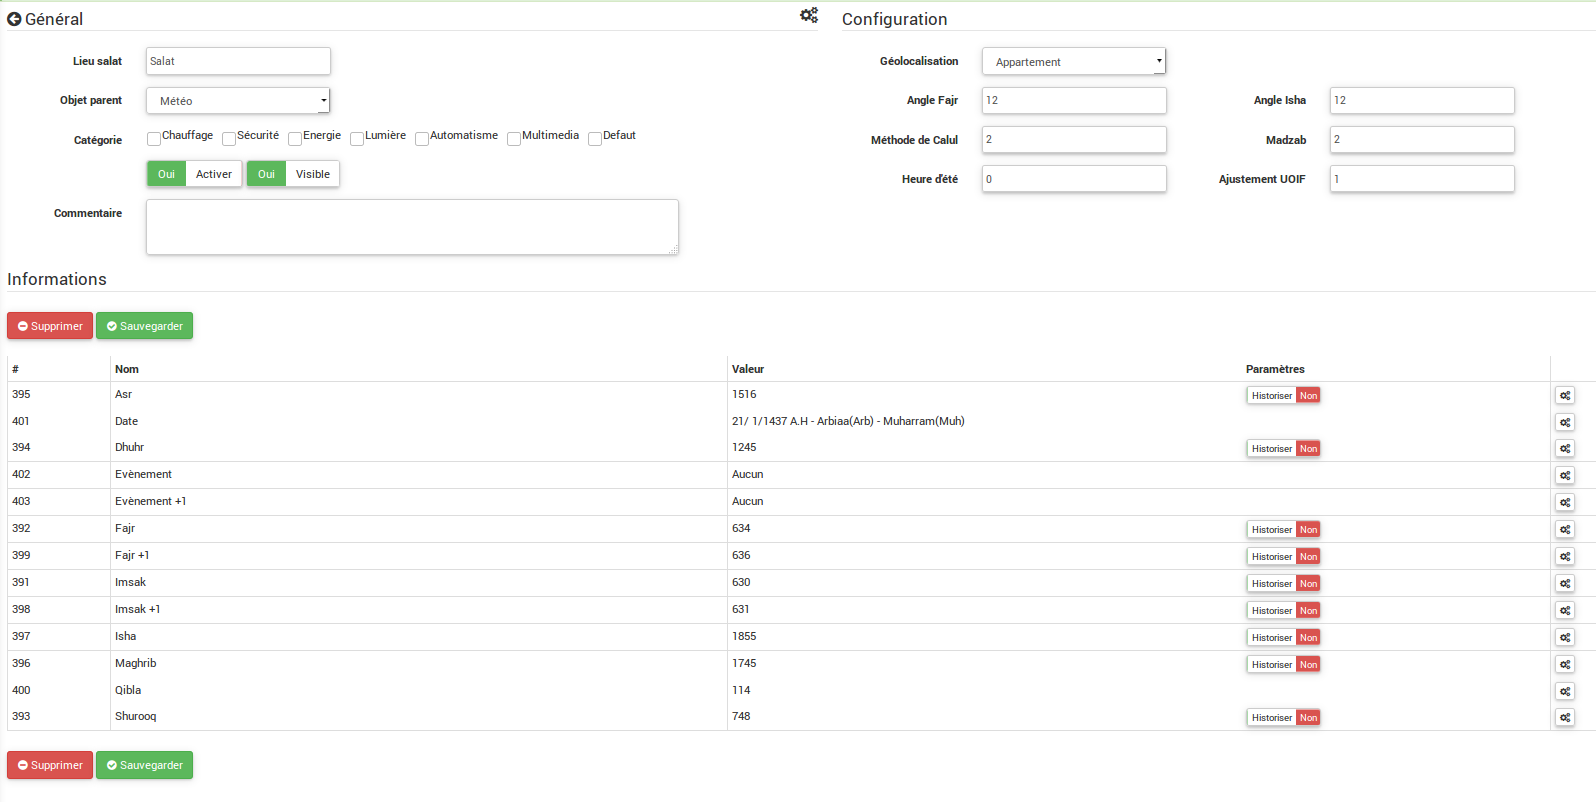 Général
Configuration
Lieu salat Salat
Géolocalisation Appartement
Objet parent Météo
Angle Fajr 12 Angle Isha 12
Catégorie Chauffage Sécurité Energie Lumière Automatisme Multimedia Defaut
Méthode de Calul 2 Madzab 2
Oui Activer Oui Visible
Heure d'été 0 Ajustement UOIF 1
Commentaire
Informations
Supprimer Sauvegarder
# Nom Valeur Paramètres
395 Asr 1516 Historiser Non
401 Date 21/ 1/1437 A.H - Arbiaa(Arb) - Muharram(Muh)
394 Dhuhr 1245 Historiser Non
402 Evènement Aucun
403 Evènement +1 Aucun
392 Fajr 634 Historiser Non
399 Fajr +1 636 Historiser Non
391 Imsak 630 Historiser Non
398 Imsak +1 631 Historiser Non
397 Isha 1855 Historiser Non
396 Maghrib 1745 Historiser Non
400 Qibla 114
393 Shurooq 748 Historiser Non
Supprimer Sauvegarder